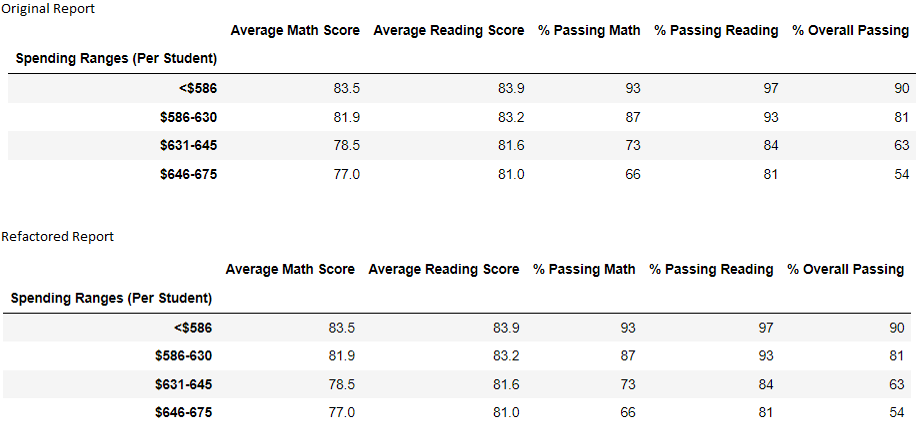 Original Report
Average Math Score Average Reading Score % Passing Math % Passing Reading % Overall Passing
Spending Ranges (Per Student)
<$586 83.5 83.9 93 97 90
$586-630 81.9 83.2 87 93 81
$631-645 78.5 81.6 73 84 63
$646-675 77.0 81.0 66 81 54
Refactored Report
Average Math Score Average Reading Score % Passing Math % Passing Reading % Overall Passing
Spending Ranges (Per Student)
<$586 83.5 83.9 93 97 90
$586-630 81.9 83.2 87 93 81
$631-645 78.5 81.6 73 84 63
$646-675 77.0 81.0 66 81 54